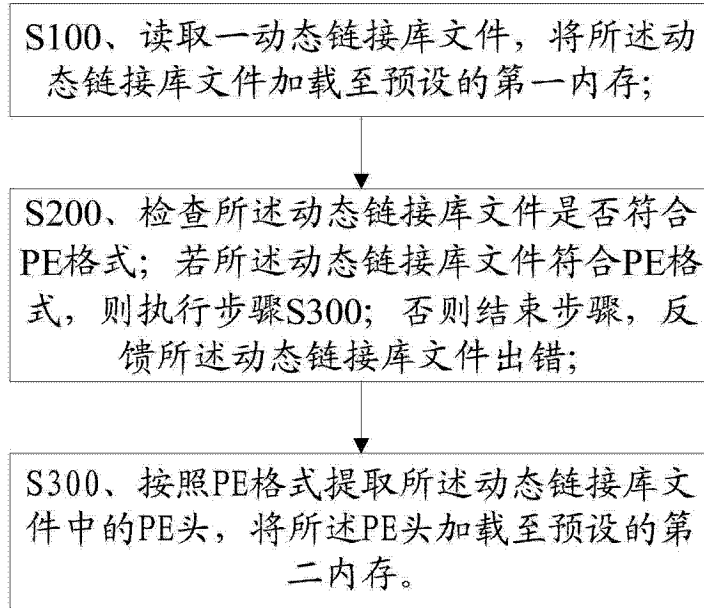 S100、读取一动态链接库文件，将所述动
态链接库文件加载至预设的第一内存；
S200、检查所述动态链接库文件是否符合
PE格式；若所述动态链接库文件符合PE格
式，则执行步骤S300；否则结束步骤，反
馈所述动态链接库文件出错；
S300、按照PE格式提取所述动态链接库文
件中的PE头，将所述PE头加载至预设的第
二内存。